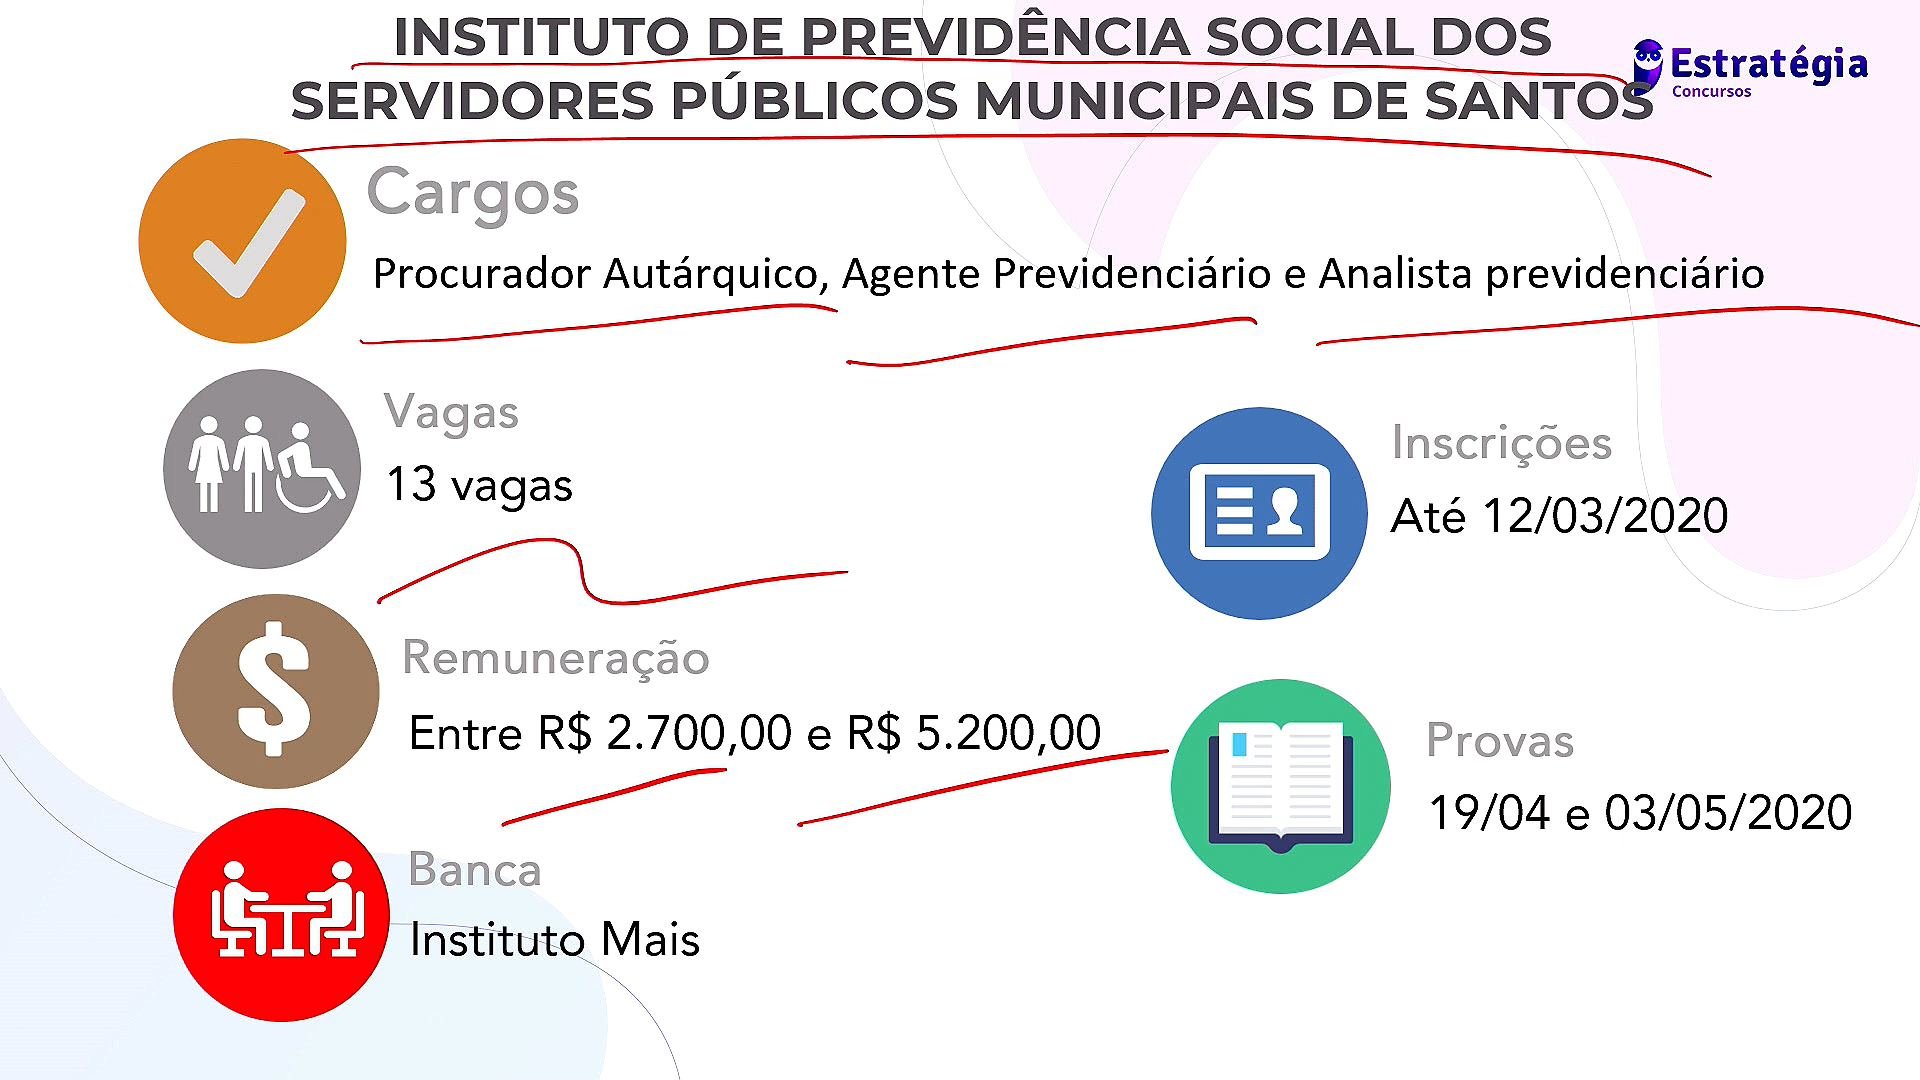 INSTITUTO DE PREVIDÊNCIA SOCIAL DOS
SERVIDORES PÚBLICOS MUNICIPAIS DE SANTOS
Estratégia
Concursos
Cargos
Procurador Autárquico, Agente Previdenciário e Analista previdenciário
Vagas
13 vagas
Inscrições
Até 12/03/2020
Remuneração
Entre R$ 2.700,00 e R$ 5.200,00
Provas
19/04 e 03/05/2020
Banca
Instituto Mais